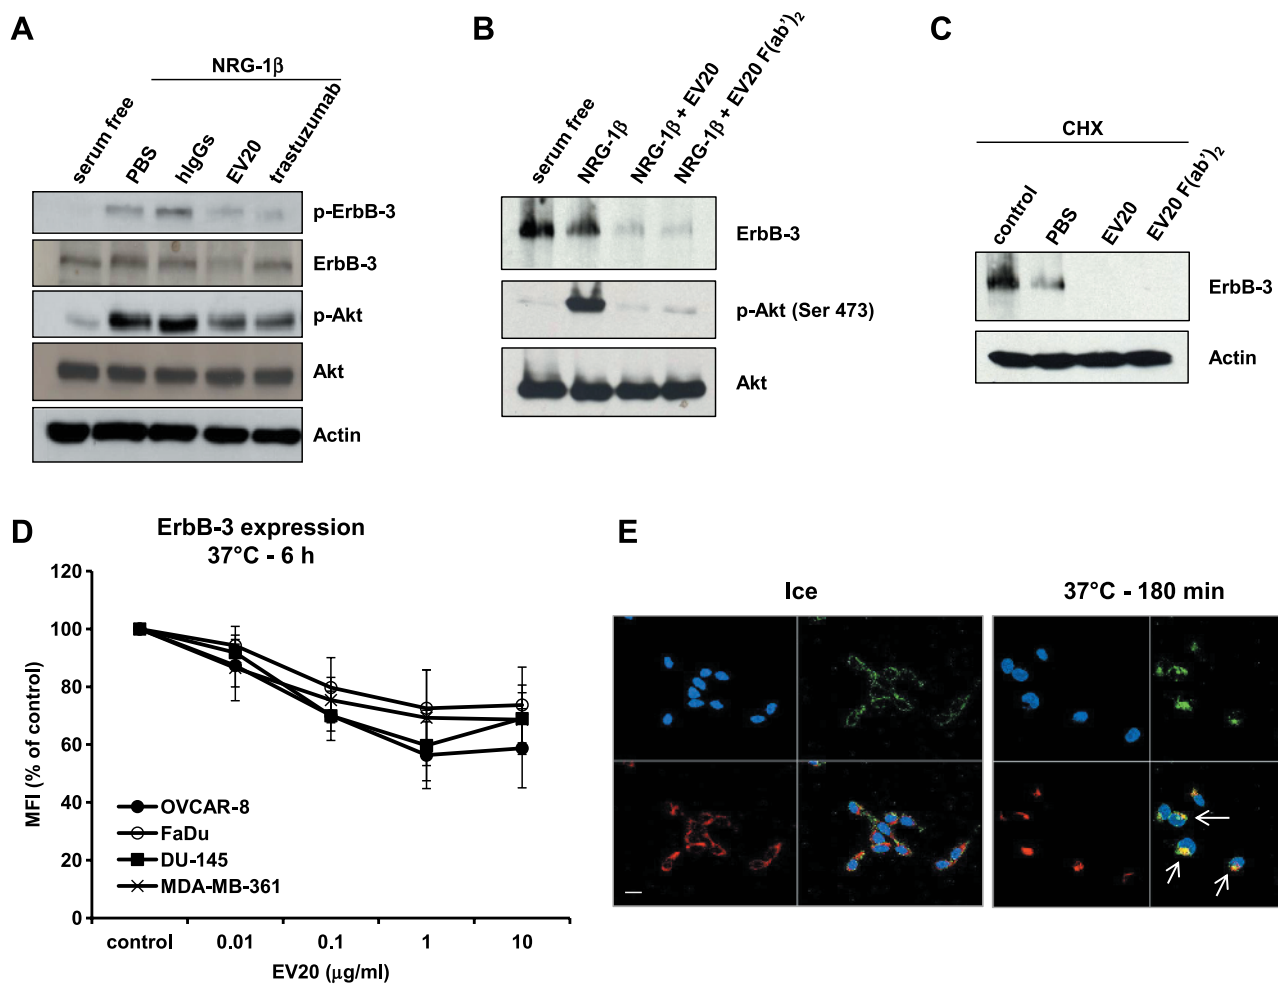 A
NRG-1β
serum free
PBS
hIgGs
EV20
trastuzumab
p-ErbB-3
ErbB-3
p-Akt
Akt
Actin
B
serum free
NRG-1β
NRG-1β + EV20
NRG-1β + EV20 F(ab’)2
ErbB-3
p-Akt (Ser 473)
Akt
C
CHX
control
PBS
EV20
EV20 F(ab’)2
ErbB-3
Actin
D
ErbB-3 expression
37°C - 6 h
MFI (% of control)
120
100
80
60
40
20
0
OVCAR-8
FaDu
DU-145
MDA-MB-361
control 0.01 0.1 1 10
EV20 (μg/ml)
E
Ice
37°C - 180 min